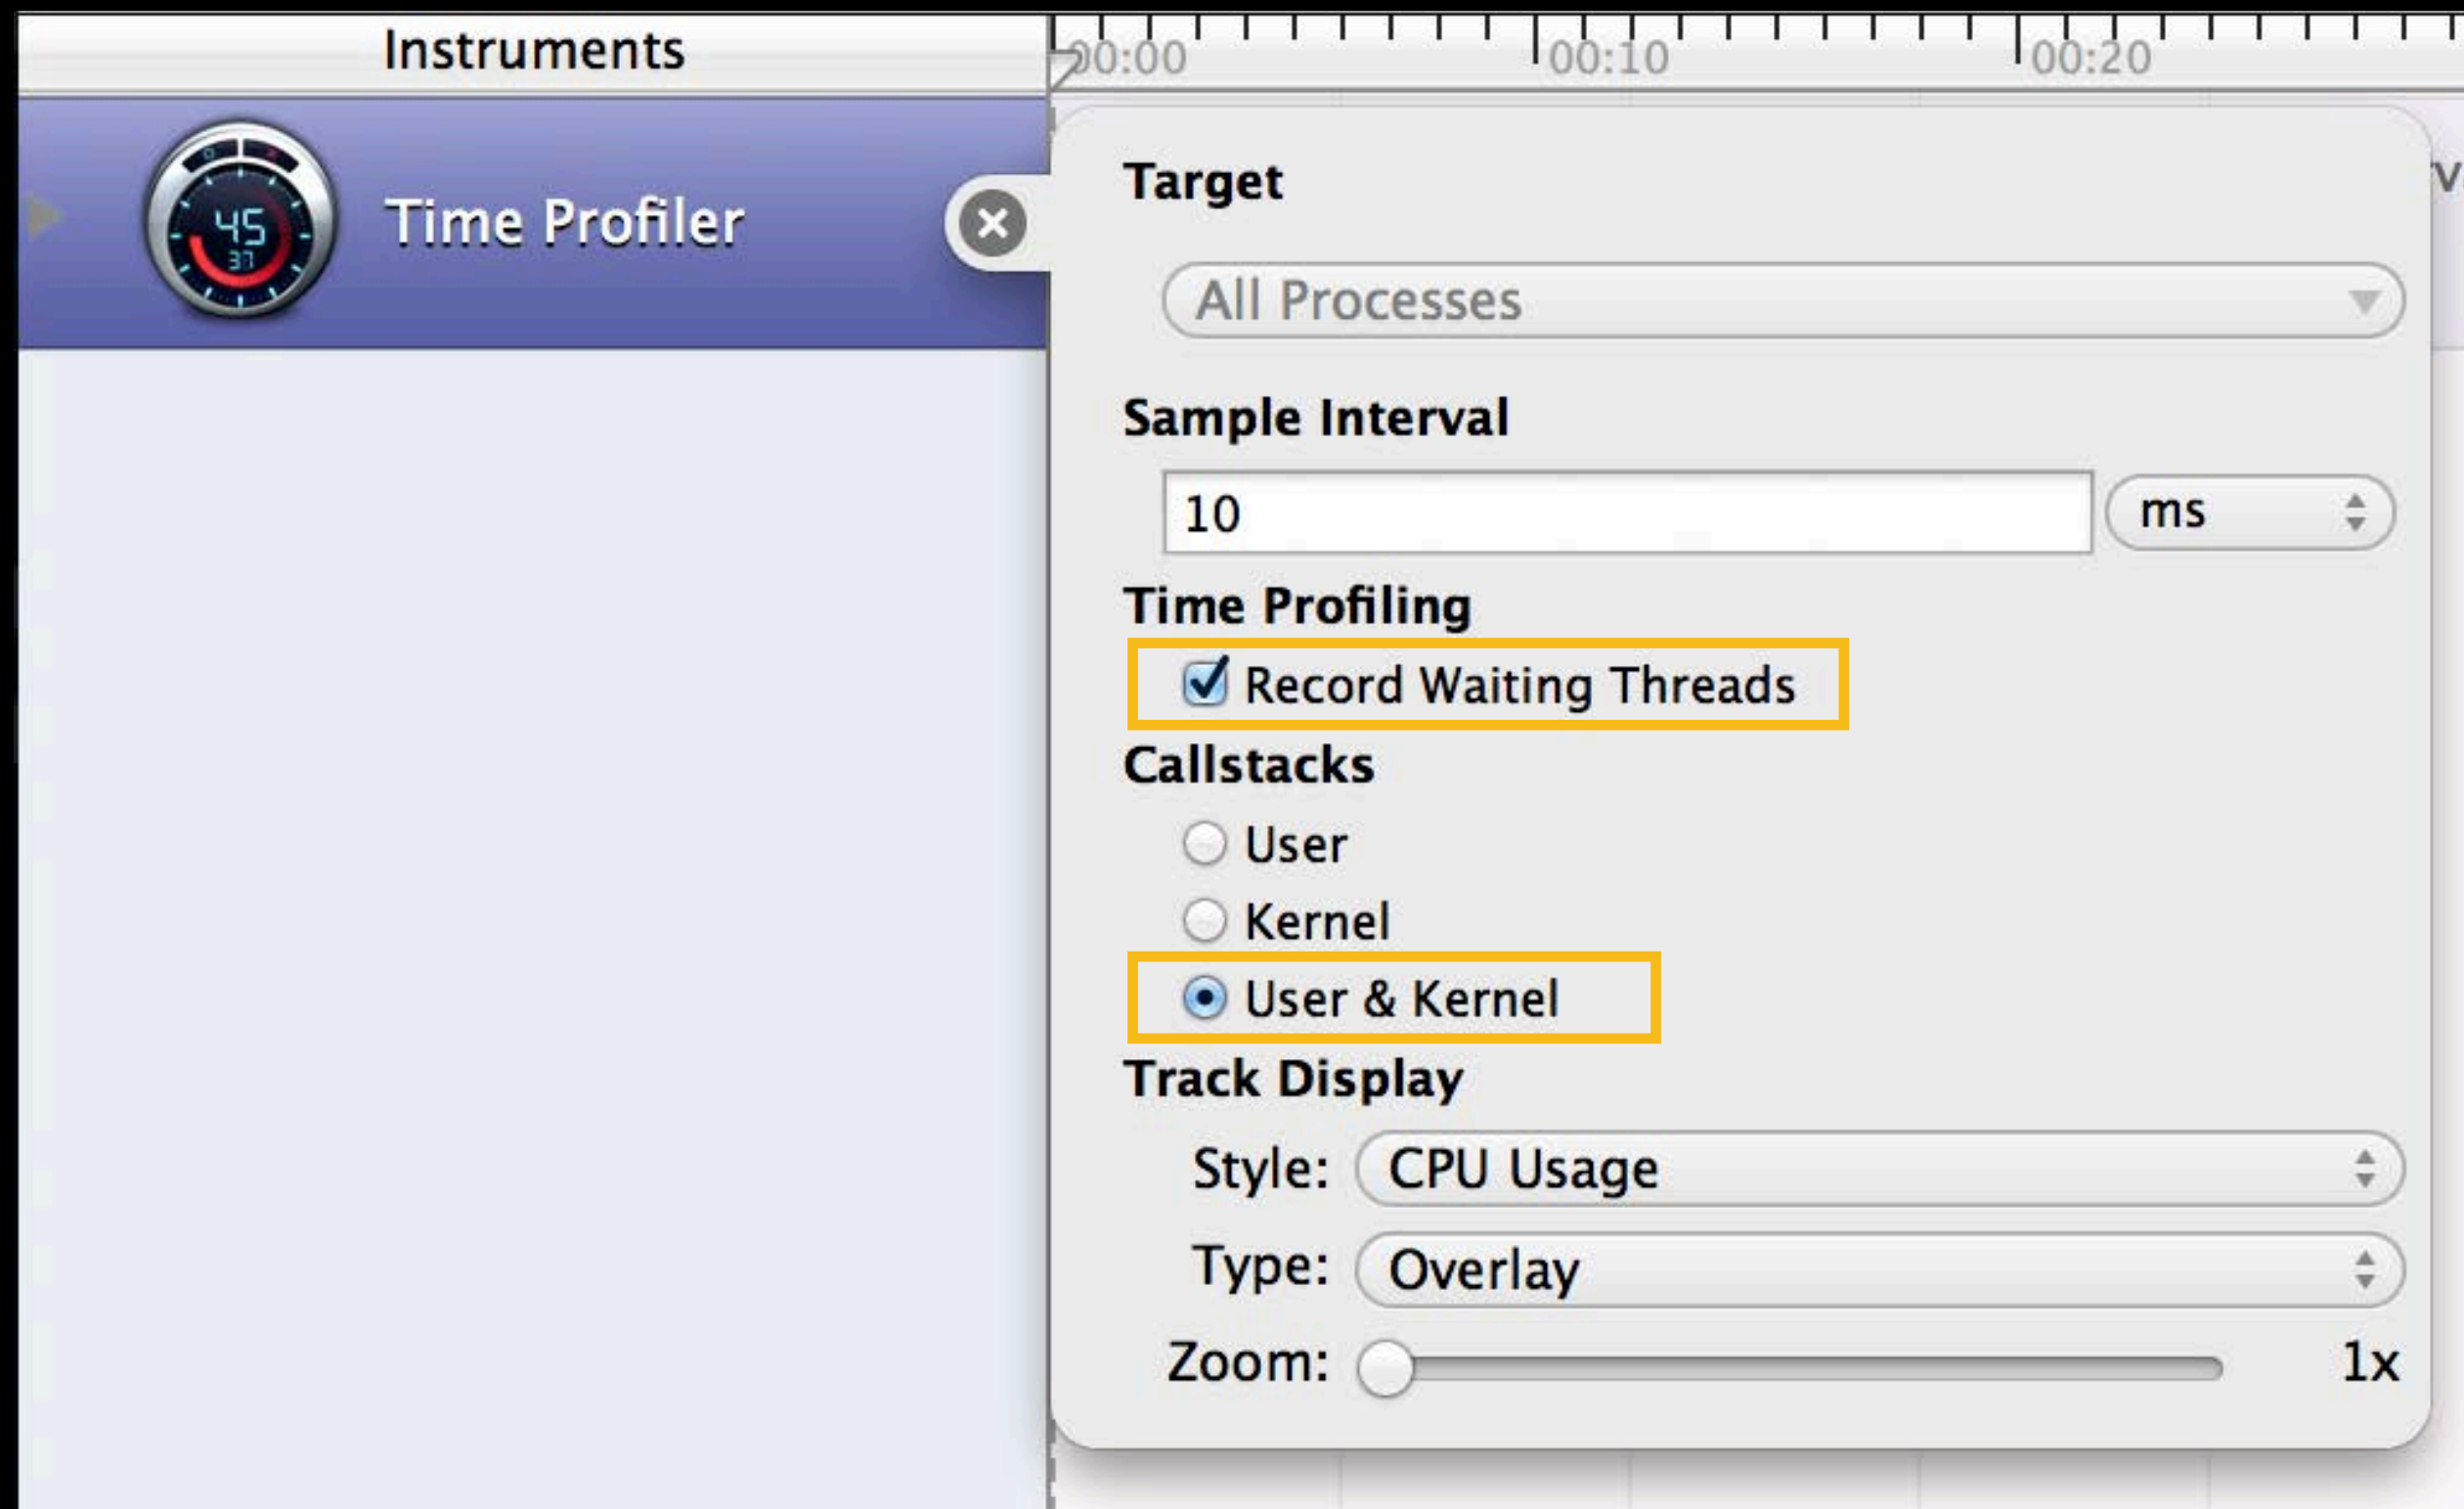 Instruments
00:00 00:10 00:20
Time Profiler
45
37
Target
All Processes
Sample Interval
10 ms
Time Profiling
Record Waiting Threads
Callstacks
User
Kernel
User & Kernel
Track Display
Style: CPU Usage
Type: Overlay
Zoom: 1x